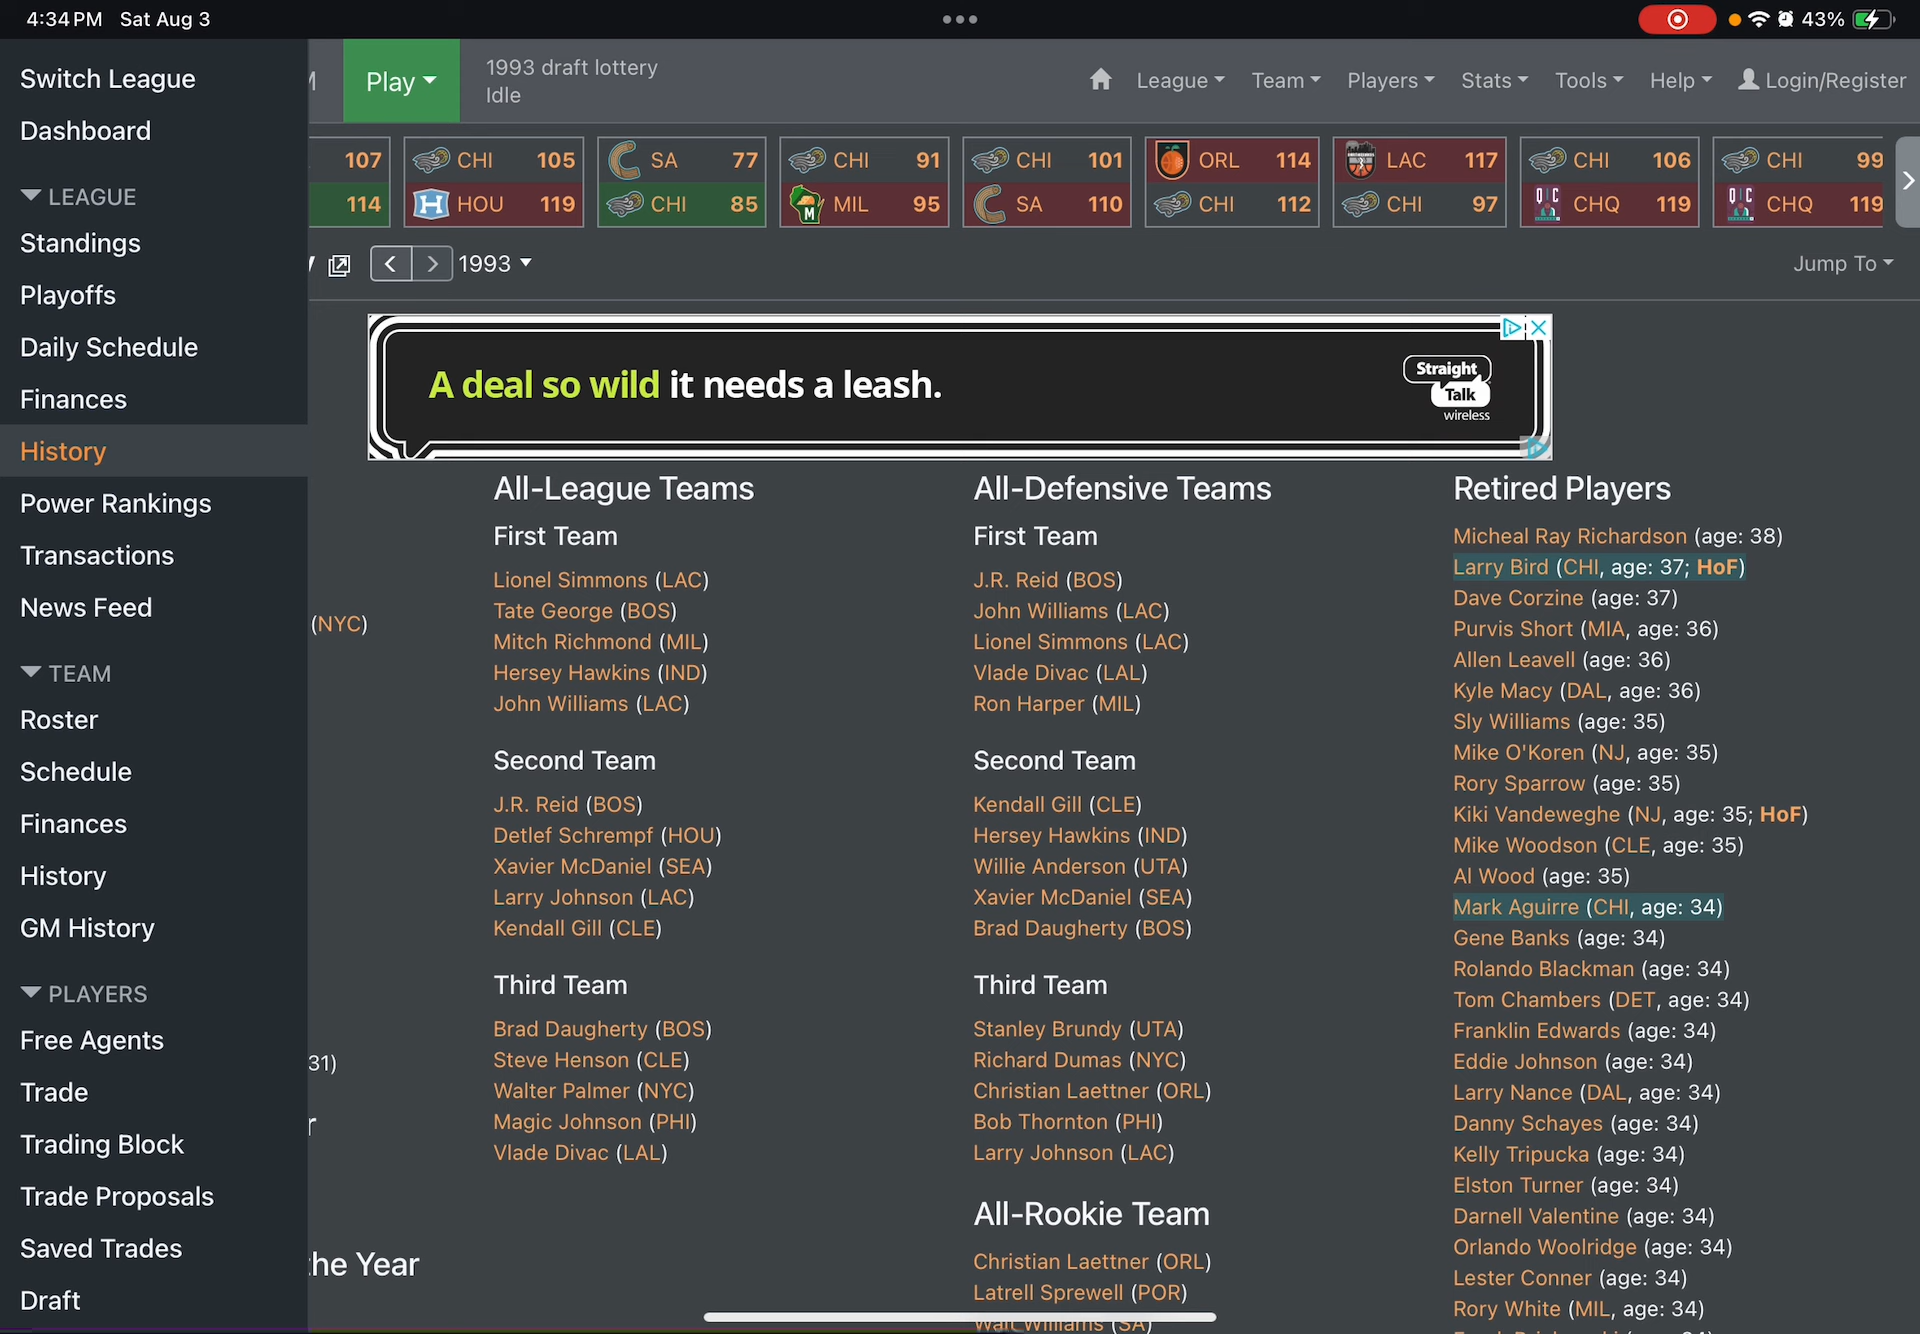 4:34 PM Sat Aug 3
43%
Switch League
Dashboard
LEAGUE
Standings
Playoffs
Daily Schedule
Finances
History
Power Rankings
Transactions
News Feed
TEAM
Roster
Schedule
Finances
History
GM History
PLAYERS
Free Agents
Trade
Trading Block
Trade Proposals
Saved Trades
Draft
Play
1993 draft lottery
Idle
League
Team
Players
Stats
Tools
Help
Login/Register
107
114
CHI 105
HOU 119
SA 77
CHI 85
CHI 91
MIL 95
CHI 101
SA 110
ORL 114
CHI 112
LAC 117
CHI 97
CHI 106
CHQ 119
CHI 99
CHQ 119
1993
Jump To
A deal so wild it needs a leash.
Straight
Talk
wireless
(NYC)
31)
r
he Year
All-League Teams
First Team
Lionel Simmons (LAC)
Tate George (BOS)
Mitch Richmond (MIL)
Hersey Hawkins (IND)
John Williams (LAC)
Second Team
J.R. Reid (BOS)
Detlef Schrempf (HOU)
Xavier McDaniel (SEA)
Larry Johnson (LAC)
Kendall Gill (CLE)
Third Team
Brad Daugherty (BOS)
Steve Henson (CLE)
Walter Palmer (NYC)
Magic Johnson (PHI)
Vlade Divac (LAL)
All-Defensive Teams
First Team
J.R. Reid (BOS)
John Williams (LAC)
Lionel Simmons (LAC)
Vlade Divac (LAL)
Ron Harper (MIL)
Second Team
Kendall Gill (CLE)
Hersey Hawkins (IND)
Willie Anderson (UTA)
Xavier McDaniel (SEA)
Brad Daugherty (BOS)
Third Team
Stanley Brundy (UTA)
Richard Dumas (NYC)
Christian Laettner (ORL)
Bob Thornton (PHI)
Larry Johnson (LAC)
All-Rookie Team
Christian Laettner (ORL)
Latrell Sprewell (POR)
Walt Williams (SA)
Retired Players
Micheal Ray Richardson (age: 38)
Larry Bird (CHI, age: 37; HoF)
Dave Corzine (age: 37)
Purvis Short (MIA, age: 36)
Allen Leavell (age: 36)
Kyle Macy (DAL, age: 36)
Sly Williams (age: 35)
Mike O'Koren (NJ, age: 35)
Rory Sparrow (age: 35)
Kiki Vandeweghe (NJ, age: 35; HoF)
Mike Woodson (CLE, age: 35)
Al Wood (age: 35)
Mark Aguirre (CHI, age: 34)
Gene Banks (age: 34)
Rolando Blackman (age: 34)
Tom Chambers (DET, age: 34)
Franklin Edwards (age: 34)
Eddie Johnson (age: 34)
Larry Nance (DAL, age: 34)
Danny Schayes (age: 34)
Kelly Tripucka (age: 34)
Elston Turner (age: 34)
Darnell Valentine (age: 34)
Orlando Woolridge (age: 34)
Lester Conner (age: 34)
Rory White (MIL, age: 34)